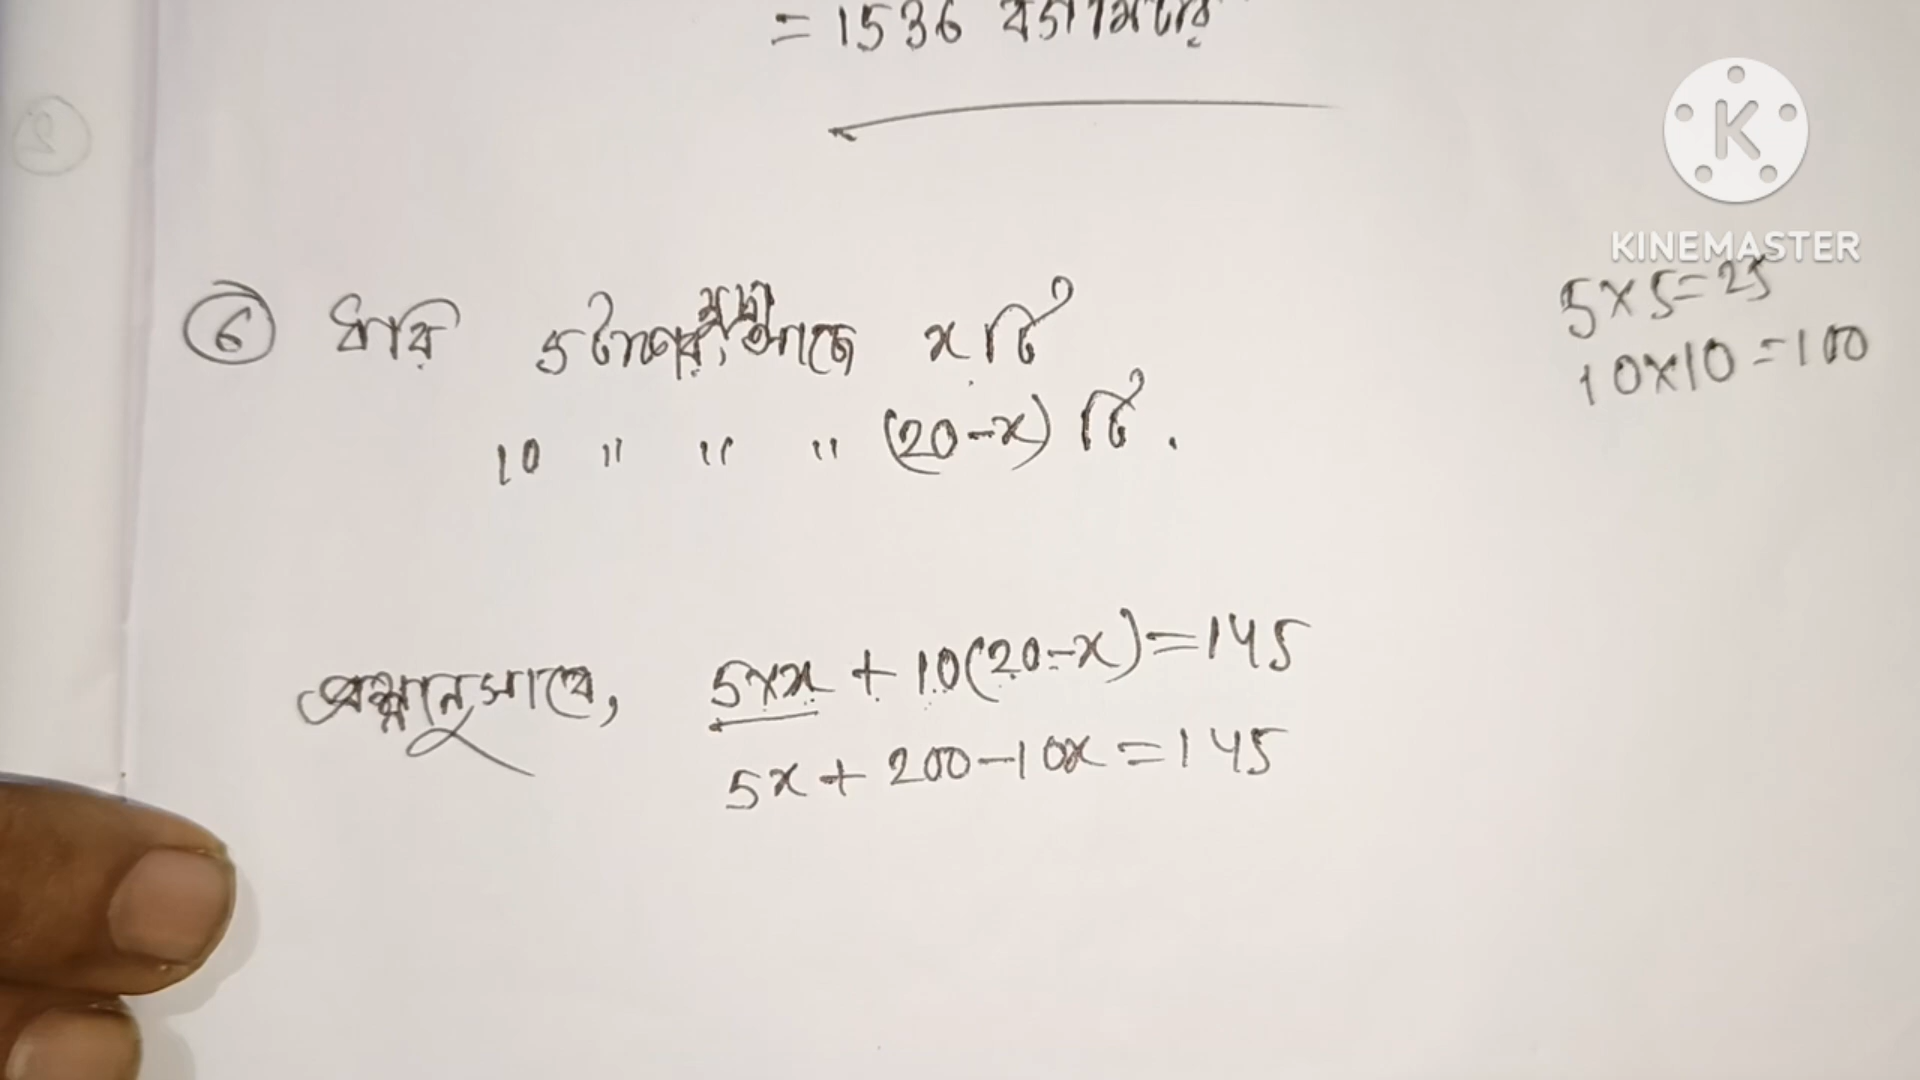 = 1536 বর্গমিটার
K
KINEMASTER
5×5=25
10×10=100
৬ ধরি 5 টাকার মুদ্রা আছে x টি
10 " " " (20-x) টি.
প্রশ্নানুসারে, 5×x + 10(20-x)=145
5x + 200-10x = 145